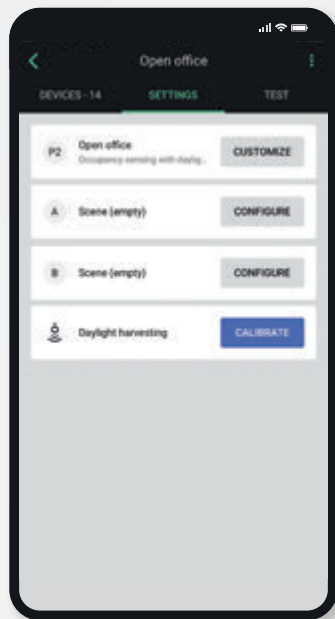 Open office
DEVICES - 14 SETTINGS TEST
P2 Open office CUSTOMIZE
Occupancy sensing with daylig...
A Scene (empty) CONFIGURE
B Scene (empty) CONFIGURE
Daylight harvesting CALIBRATE